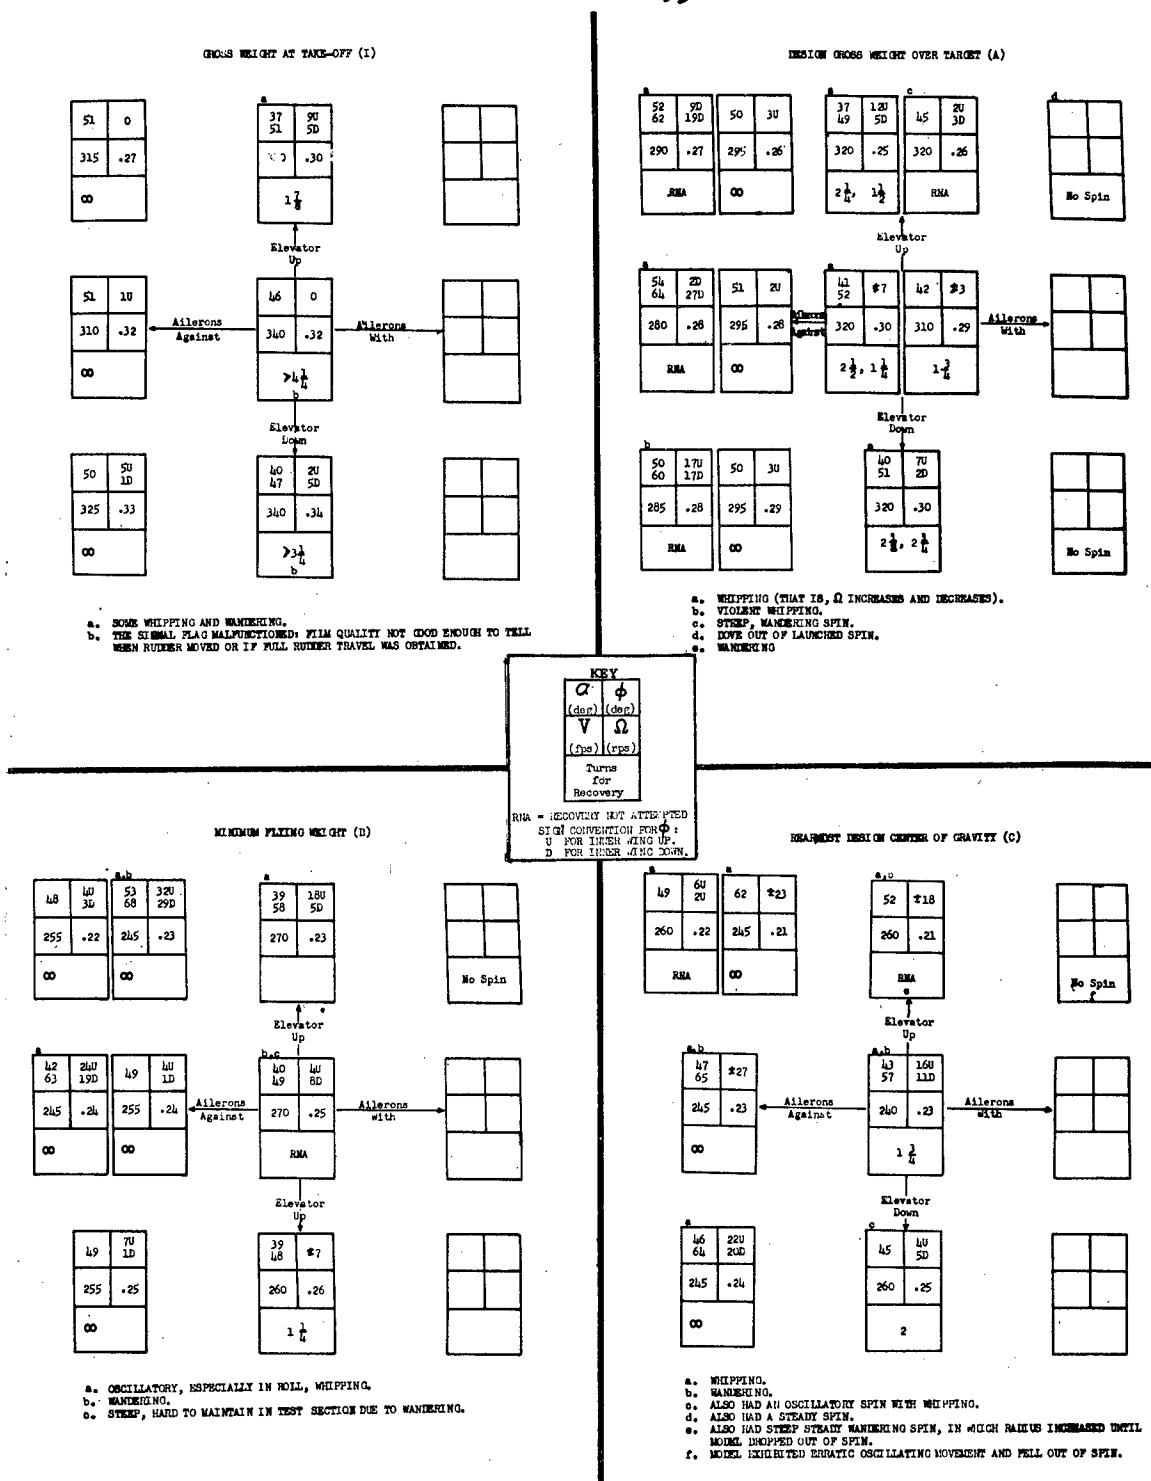 GROSS WEIGHT AT TAKE-OFF (I)
51 0
315 .27
∞
a
37 9U
51 5D
.30
1 7/8
Elevator
Up
51 1U
310 .32
∞
Ailerons
Against
46 0
340 .32
>4 1/4
b
Ailerons
With
Elevator
Down
50 5U
1D
325 .33
∞
40 2U
47 5D
340 .34
>3 1/4
b
a. SOME WHIPPING AND WANDERING.
b. THE SIGNAL FLAG MALFUNCTIONED: FILM QUALITY NOT GOOD ENOUGH TO TELL
WHEN RUDDER MOVED OR IF FULL RUDDER TRAVEL WAS OBTAINED.
DESIGN GROSS WEIGHT OVER TARGET (A)
a
52 9D
62 19D
290 .27
RNA
50 3U
295 .26
∞
a
37 12U
49 5D
320 .25
2 1/4, 1 1/2
c
45 2U
3D
320 .26
RNA
d
No Spin
Elevator
Up
a
54 2D
64 27D
280 .28
RNA
51 2U
295 .28
∞
Ailerons
Against
a
41 ±7
52
320 .30
2 1/2, 1 1/4
42 ±3
310 .29
1 3/4
Ailerons
With
Elevator
Down
b
50 17U
60 17D
285 .28
RNA
50 3U
295 .29
∞
a
40 7U
51 2D
320 .30
2 1/4
No Spin
a. WHIPPING (THAT IS, Ω INCREASES AND DECREASES).
b. VIOLENT WHIPPING.
c. STEEP, WANDERING SPIN.
d. DOVE OUT OF LAUNCHED SPIN.
e. WANDERING
KEY
α φ
(deg) (deg)
V Ω
(fps) (rps)
Turns
for
Recovery
RNA = RECOVERY NOT ATTEMPTED
SIGN CONVENTION FOR φ:
U FOR INNER WING UP.
D FOR INNER WING DOWN.
MINIMUM FLYING WEIGHT (B)
48 4U
3D
255 .22
∞
a,b
53 32U
68 29D
245 .23
∞
a
39 18U
58 5D
270 .23
No Spin
Elevator
Up
a
42 24U
63 19D
245 .24
∞
49 4U
1D
255 .24
∞
Ailerons
Against
b,c
40 4U
49 8D
270 .25
RNA
Ailerons
with
Elevator
Up
49 7U
1D
255 .25
∞
39 ±7
48
260 .26
1 1/4
a. OSCILLATORY, ESPECIALLY IN ROLL, WHIPPING.
b. WANDERING.
c. STEEP, HARD TO MAINTAIN IN TEST SECTION DUE TO WANDERING.
REARMOST DESIGN CENTER OF GRAVITY (C)
a
49 6U
2U
260 .22
RNA
a
62 ±23
245 .21
∞
52 ±18
260 .21
RNA
e
No Spin
f
Elevator
Up
a,b
47 ±27
65
245 .23
∞
Ailerons
Against
a,b
43 16U
57 11D
240 .23
1 3/4
Ailerons
with
Elevator
Down
a
46 22U
64 20D
245 .24
∞
c
45 4U
5D
260 .25
2
a. WHIPPING.
b. WANDERING.
c. ALSO HAD AN OSCILLATORY SPIN WITH WHIPPING.
d. ALSO HAD A STEADY SPIN.
e. ALSO HAD STEEP STEADY WANDERING SPIN, IN WHICH RADIUS INCREASED UNTIL
MODEL DROPPED OUT OF SPIN.
f. MODEL EXHIBITED ERRATIC OSCILLATING MOVEMENT AND FELL OUT OF SPIN.